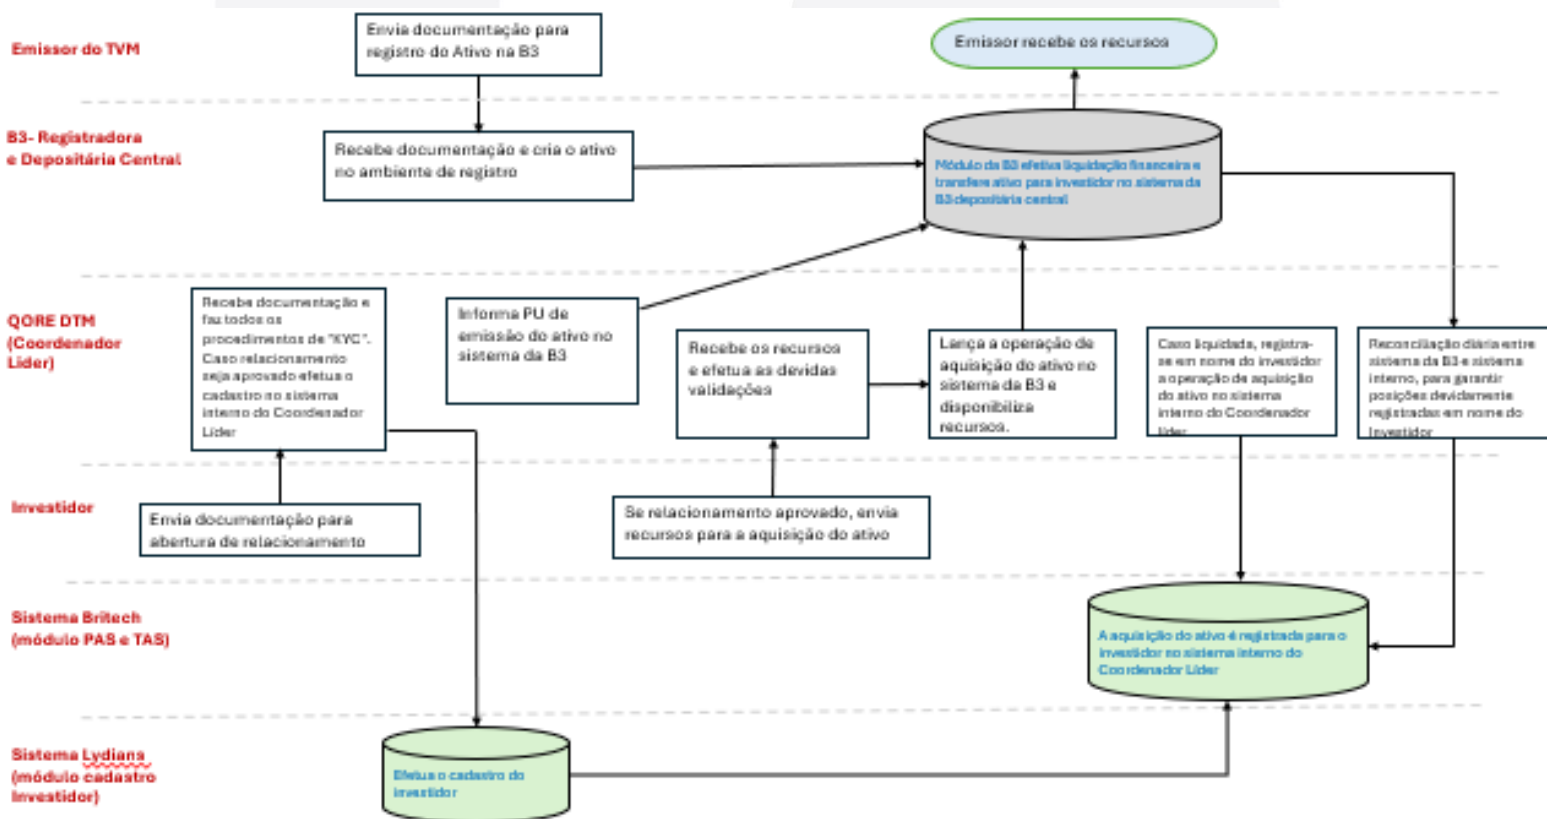 Emissor do TVM
Envia documentação para
registro do Ativo na B3
Emissor recebe os recursos
B3- Registradora
e Depositária Central
Recebe documentação e cria o ativo
no ambiente de registro
Módulo da B3 efetiva liquidação financeira e
transfere ativo para investidor no sistema da
B3 depositária central
QORE DTM
(Coordenador
Líder)
Recebe documentação e
faz todos os
procedimentos de "KYC".
Caso relacionamento
seja aprovado efetua o
cadastro no sistema
interno do Coordenador
Líder
Informa PU de
emissão do ativo no
sistema da B3
Recebe os recursos
e efetua as devidas
validações
Lança a operação de
aquisição do ativo no
sistema da B3 e
disponibiliza
recursos.
Caso liquidada, registra-
se em nome do investidor
a operação de aquisição
do ativo no sistema
interno do Coordenador
líder
Reconciliação diária entre
sistema da B3 e sistema
interno, para garantir
posições devidamente
registradas em nome do
Investidor
Investidor
Envia documentação para
abertura de relacionamento
Se relacionamento aprovado, envia
recursos para a aquisição do ativo
Sistema Britech
(módulo PAS e TAS)
A aquisição do ativo é registrada para o
investidor no sistema interno do
Coordenador Líder
Sistema Lydians
(módulo cadastro
Investidor)
Efetua o cadastro do
investidor